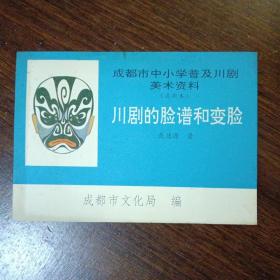 成都市中小学普及川剧
美术资料
川剧的脸谱和变脸
著
成都市文化局 编